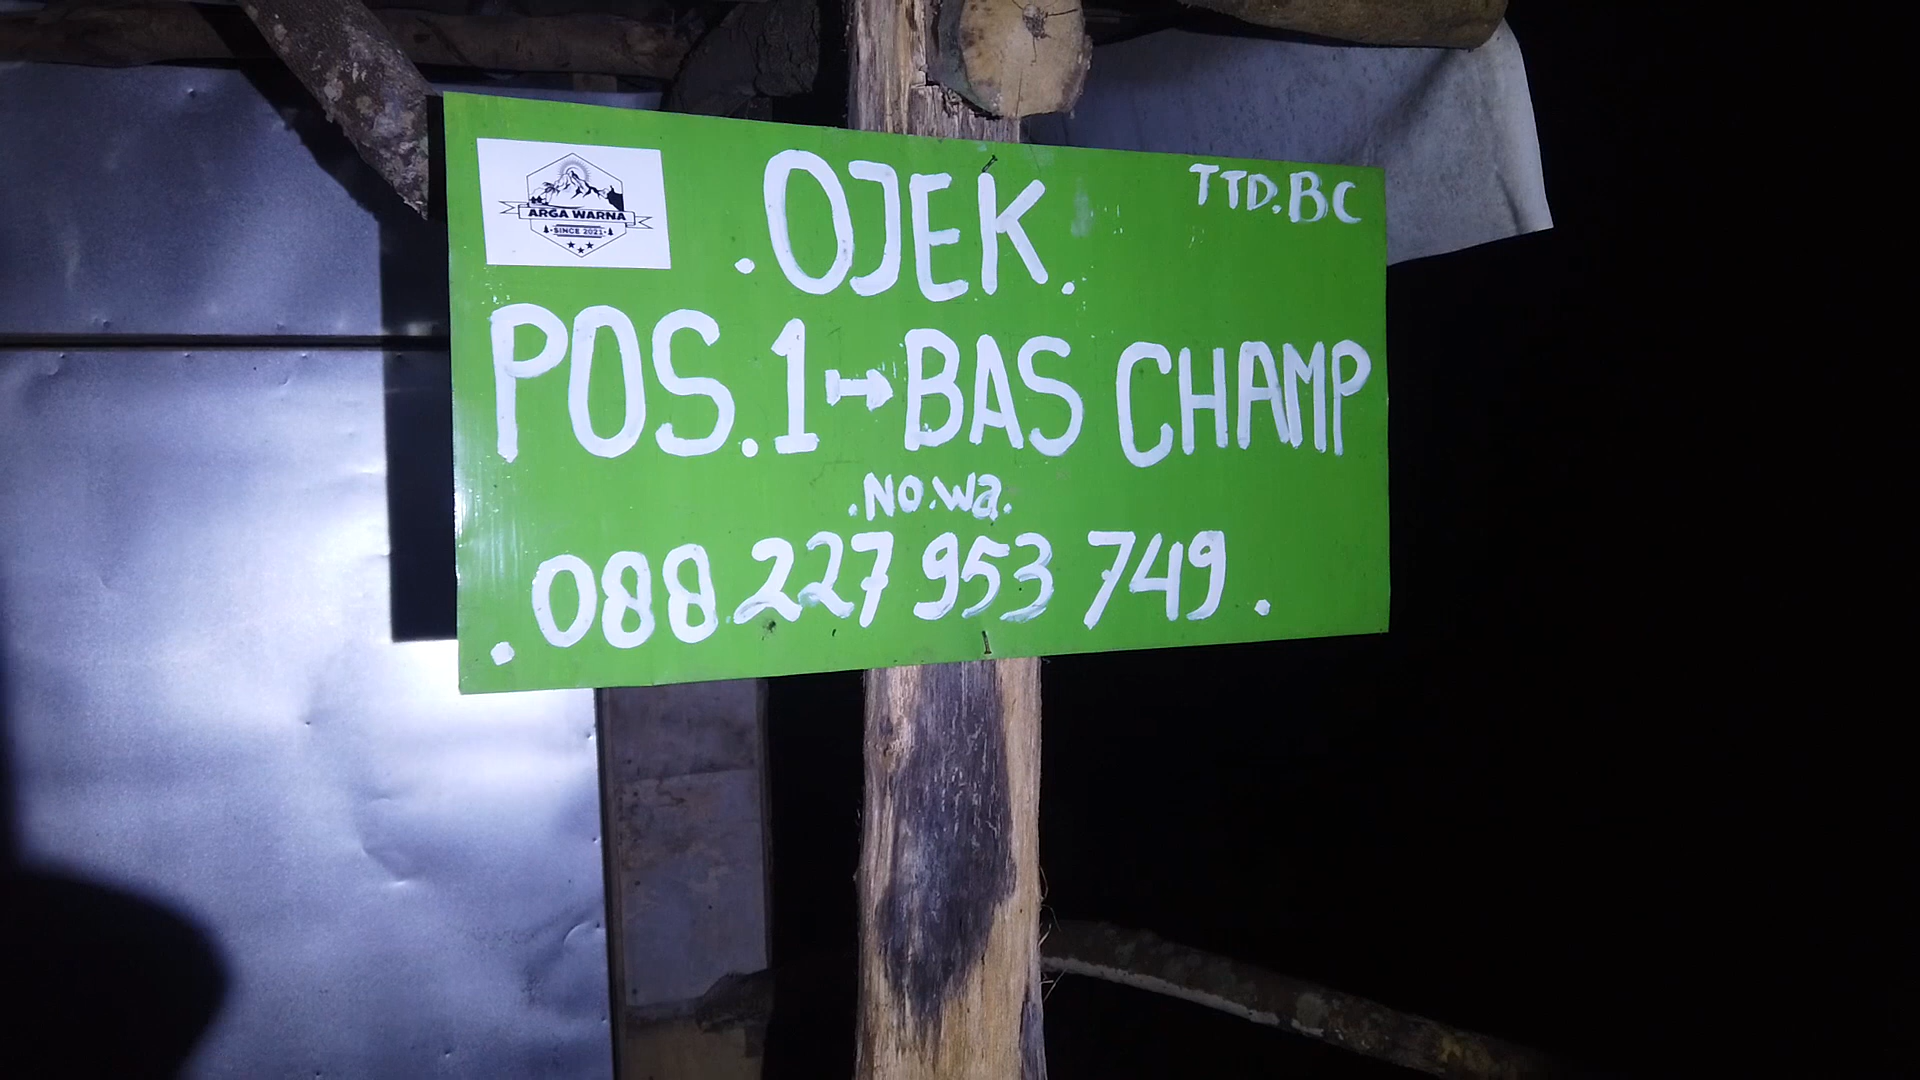 ARGA WARNA
SINCE 2021
.OJEK.
TTD.BC
POS.1→BAS CHAMP
.No.Wa.
.088 227 953 749.